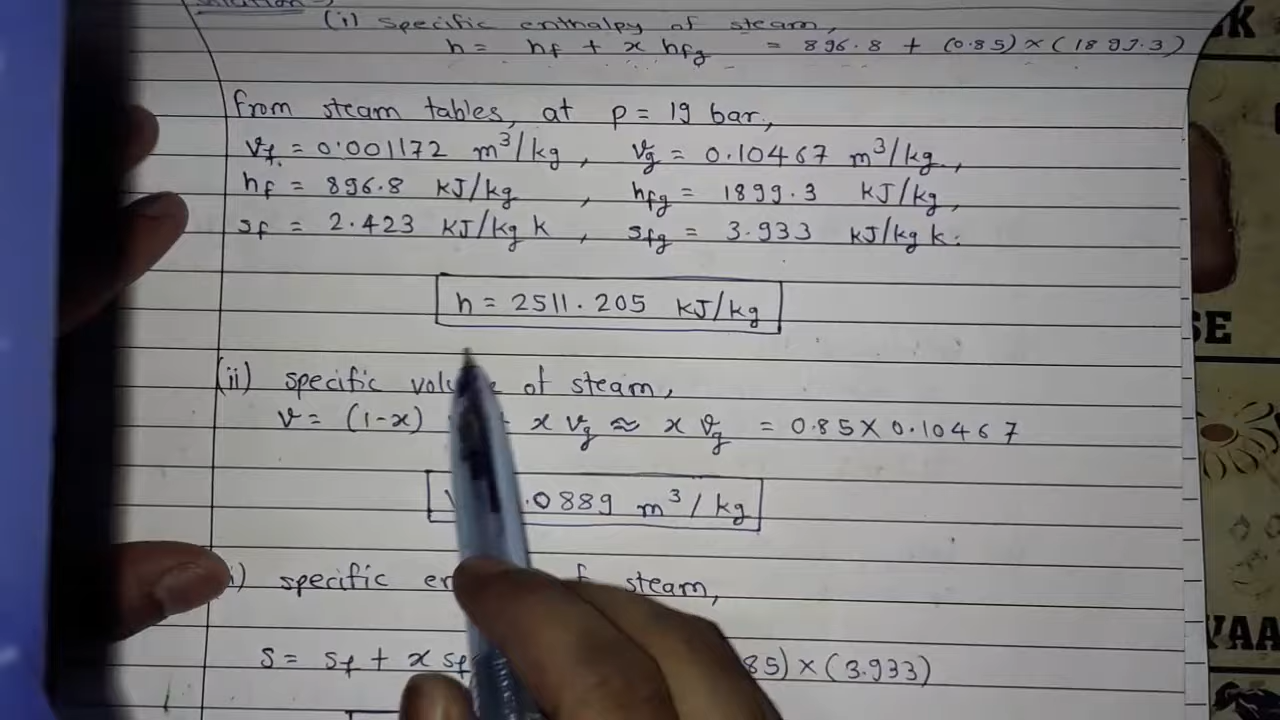 (i) specific enthalpy of steam,
h = hf + x hfg = 896.8 + (0.85) × (1899.3)
from steam tables, at p = 19 bar,
vf = 0.001172 m³/kg, vg = 0.10467 m³/kg,
hf = 896.8 KJ/kg, hfg = 1899.3 KJ/kg,
sf = 2.423 KJ/kg k, sfg = 3.933 KJ/kg k.
h = 2511.205 KJ/kg
(ii) specific of steam,
v = (1-x) x vg ≈ x vg = 0.85 × 0.10467
.0889 m³/kg
specific steam,
s = sf + x 85) × (3.933)
K
SE
VAA